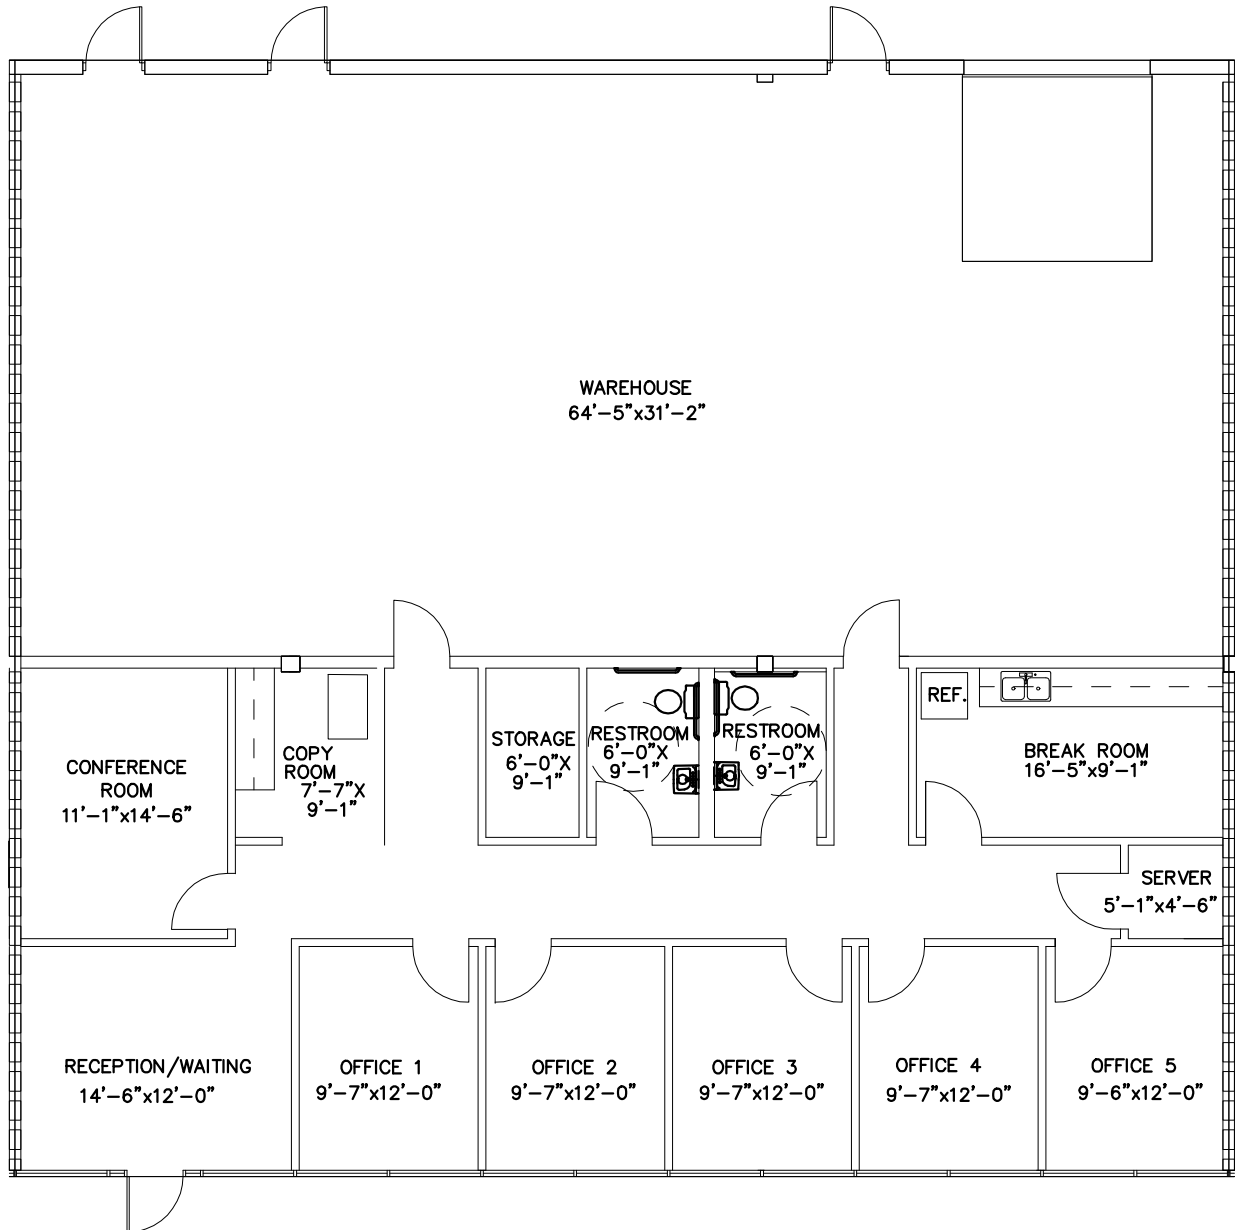 WAREHOUSE
64'-5"x31'-2"
CONFERENCE
ROOM
11'-1"x14'-6"
COPY
ROOM
7'-7"X
9'-1"
STORAGE
6'-0"X
9'-1"
RESTROOM
6'-0"X
9'-1"
RESTROOM
6'-0"X
9'-1"
REF.
BREAK ROOM
16'-5"x9'-1"
SERVER
5'-1"x4'-6"
RECEPTION/WAITING
14'-6"x12'-0"
OFFICE 1
9'-7"x12'-0"
OFFICE 2
9'-7"x12'-0"
OFFICE 3
9'-7"x12'-0"
OFFICE 4
9'-7"x12'-0"
OFFICE 5
9'-6"x12'-0"